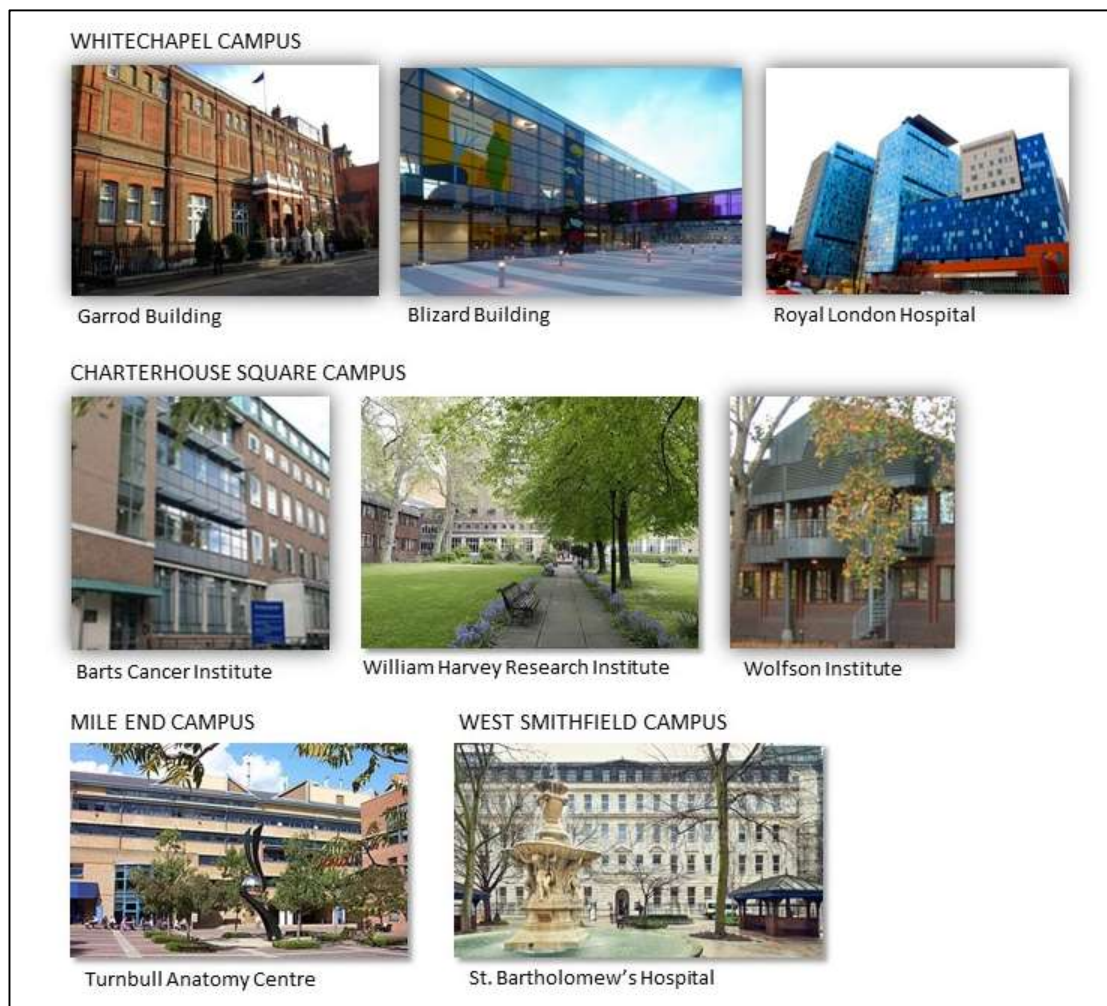 WHITECHAPEL CAMPUS
Garrod Building
Blizard Building
Royal London Hospital
CHARTERHOUSE SQUARE CAMPUS
Barts Cancer Institute
William Harvey Research Institute
Wolfson Institute
MILE END CAMPUS
WEST SMITHFIELD CAMPUS
Turnbull Anatomy Centre
St. Bartholomew's Hospital